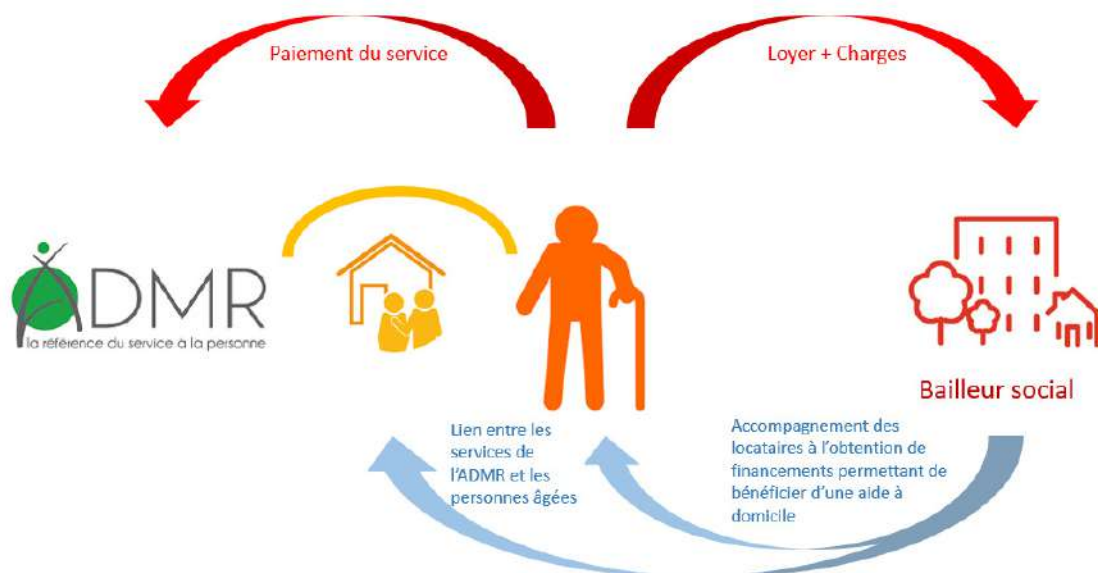 Paiement du service
Loyer + Charges
ADMR
la référence du service à la personne
Bailleur social
Lien entre les
services de
l'ADMR et les
personnes âgées
Accompagnement des
locataires à l'obtention de
financements permettant de
bénéficier d'une aide à
domicile